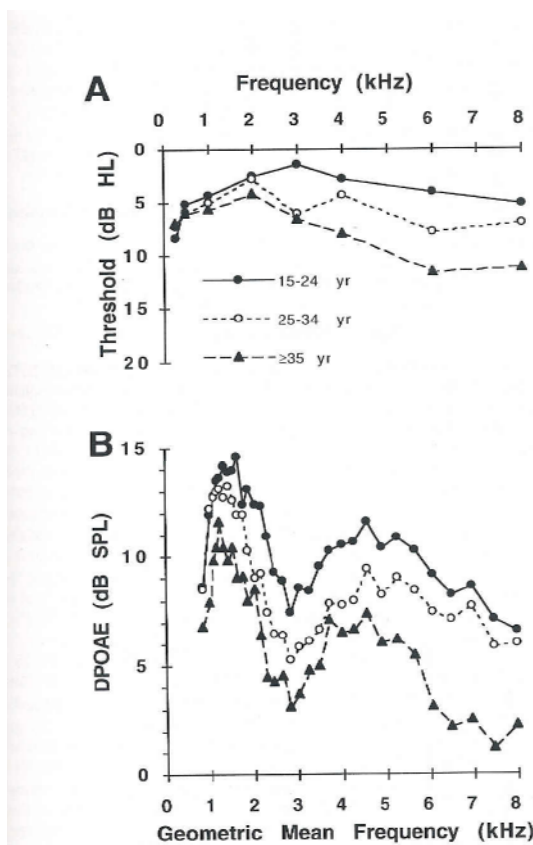 A
Frequency (kHz)
0 1 2 3 4 5 6 7 8
Threshold (dB HL)
0
5
10
15
20
15-24 yr
25-34 yr
≥35 yr
B
DPOAE (dB SPL)
15
10
5
0
0 1 2 3 4 5 6 7 8
Geometric Mean Frequency (kHz)